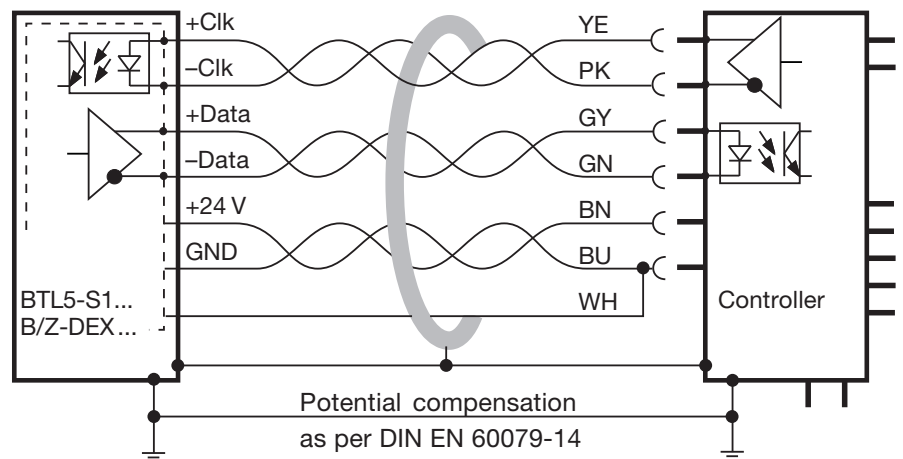 +Clk
YE
–Clk
PK
+Data
GY
–Data
GN
+24 V
BN
GND
BU
WH
BTL5-S1...
B/Z-DEX...
Controller
Potential compensation
as per DIN EN 60079-14